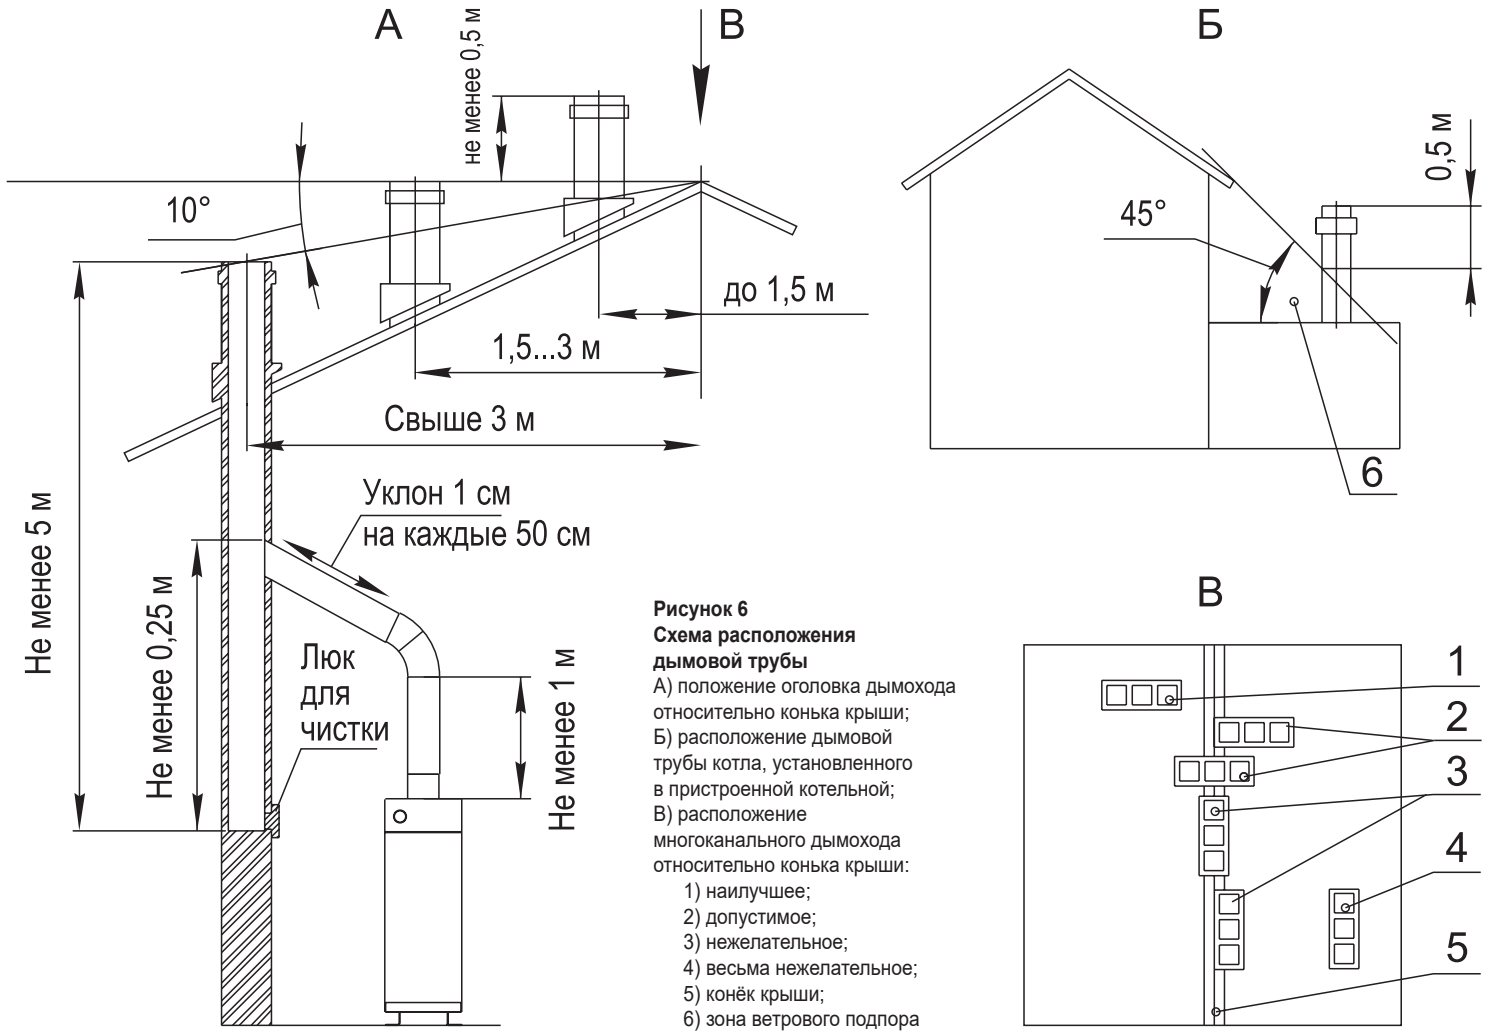 А
В
Б
не менее 0,5 м
10°
до 1,5 м
1,5...3 м
Свыше 3 м
Уклон 1 см
на каждые 50 см
Не менее 5 м
Не менее 0,25 м
Люк
для
чистки
Не менее 1 м
45°
0,5 м
6
Рисунок 6
Схема расположения
дымовой трубы
А) положение оголовка дымохода
относительно конька крыши;
Б) расположение дымовой
трубы котла, установленного
в пристроенной котельной;
В) расположение
многоканального дымохода
относительно конька крыши:
1) наилучшее;
2) допустимое;
3) нежелательное;
4) весьма нежелательное;
5) конёк крыши;
6) зона ветрового подпора
В
1
2
3
4
5